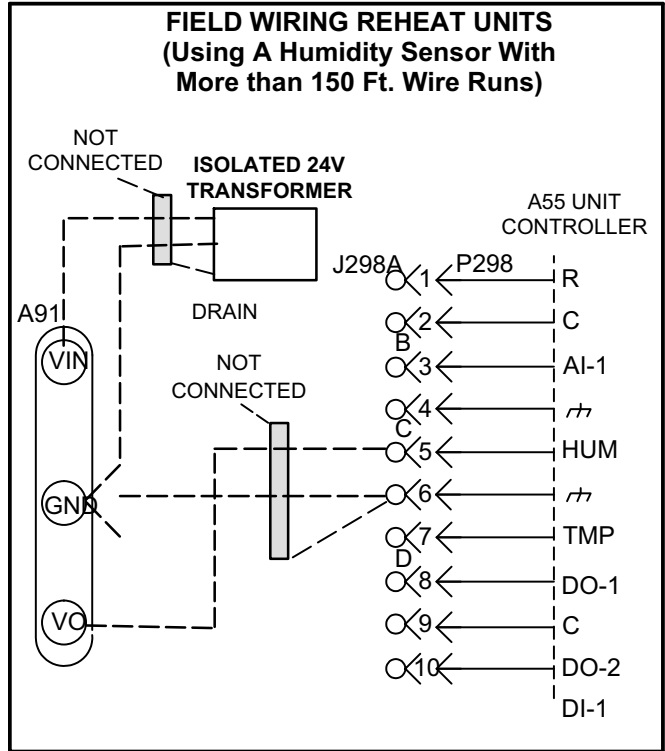 FIELD WIRING REHEAT UNITS
(Using A Humidity Sensor With
More than 150 Ft. Wire Runs)
NOT
CONNECTED
ISOLATED 24V
TRANSFORMER
A55 UNIT
CONTROLLER
J298A
P298
1
R
A91
DRAIN
2
C
B
VIN
NOT
CONNECTED
3
AI-1
4
C
5
HUM
GND
6
7
TMP
D
8
DO-1
VO
9
C
10
DO-2
DI-1